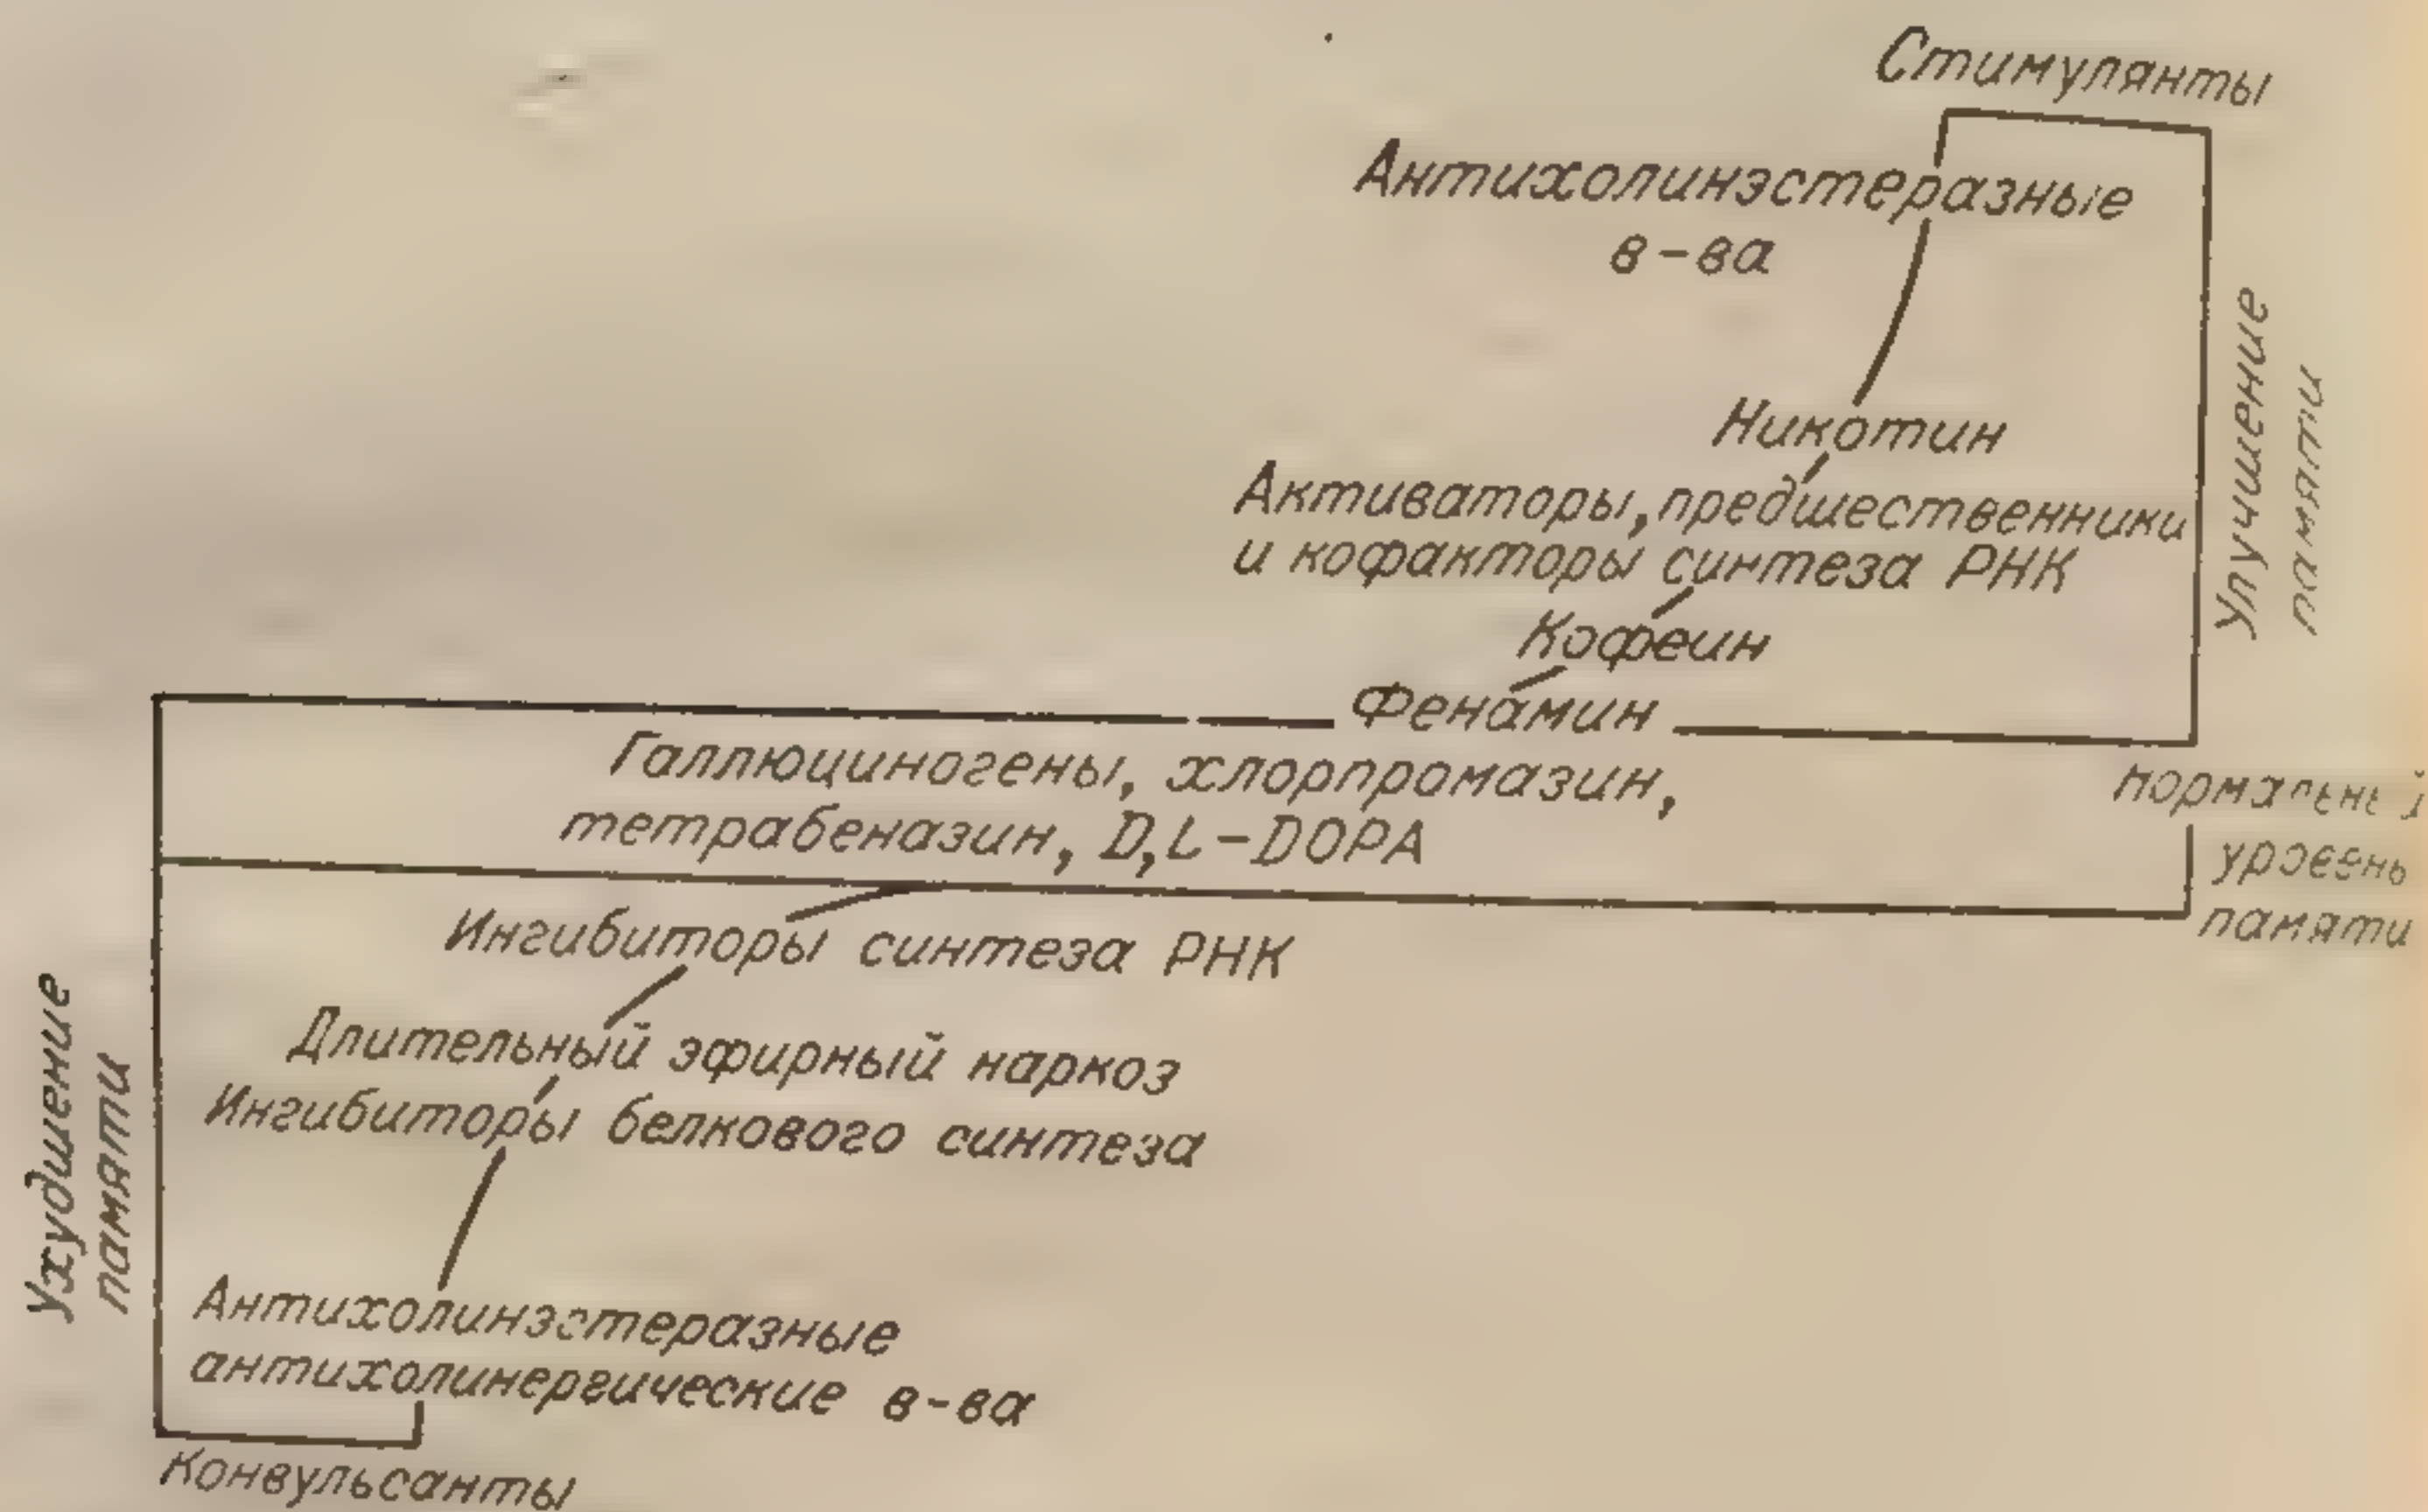 Стимулянты
Антихолинэстеразные
в-ва
Никотин
Активаторы, предшественники
и кофакторы синтеза РНК
Кофеин
Фенамин
Улучшение
памяти
Галлюциногены, хлорпромазин,
тетрабеназин, D,L-DOPA
нормальный
уровень
памяти
Ингибиторы синтеза РНК
Длительный эфирный наркоз
Ингибиторы белкового синтеза
Ухудшение
памяти
Антихолинэстеразные
антихолинергические в-ва
Конвульсанты